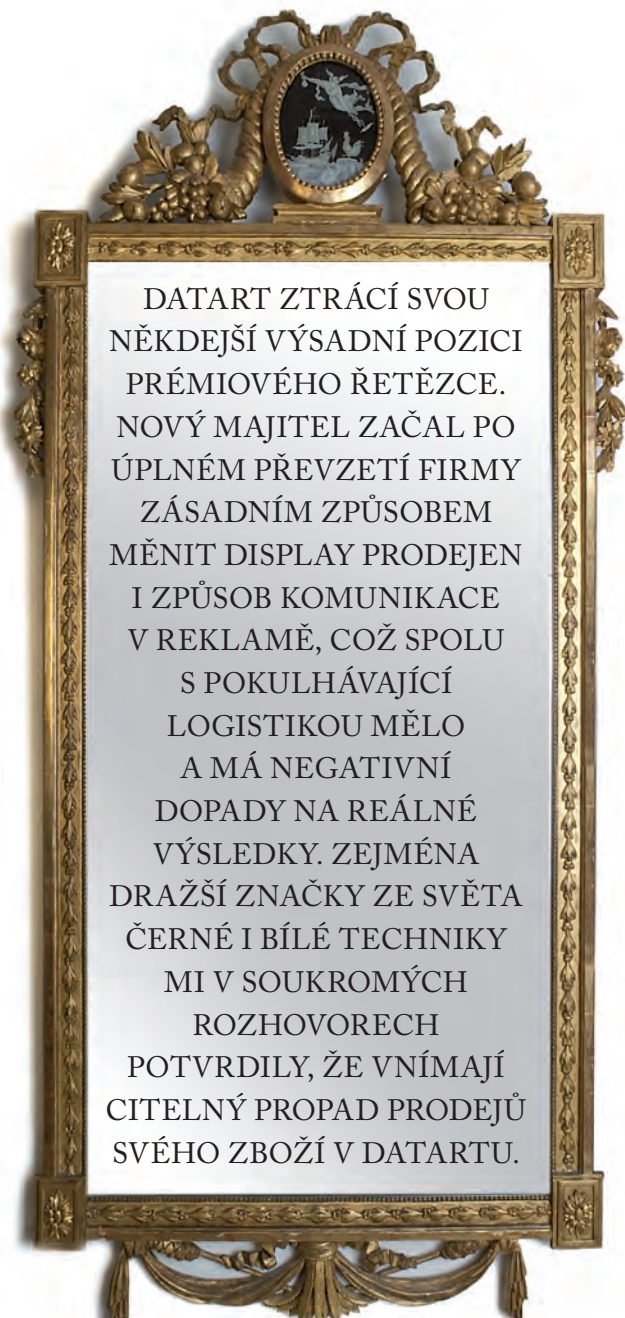 DATART ZTRÁCÍ SVOU
NĚKDEJŠÍ VÝSADNÍ POZICI
PRÉMIOVÉHO ŘETĚZCE.
NOVÝ MAJITEL ZAČAL PO
ÚPLNÉM PŘEVZETÍ FIRMY
ZÁSADNÍM ZPŮSOBEM
MĚNIT DISPLAY PRODEJEN
I ZPŮSOB KOMUNIKACE
V REKLAMĚ, COŽ SPOLU
S POKULHÁVAJÍCÍ
LOGISTIKOU MĚLO
A MÁ NEGATIVNÍ
DOPADY NA REÁLNÉ
VÝSLEDKY. ZEJMÉNA
DRAŽŠÍ ZNAČKY ZE SVĚTA
ČERNÉ I BÍLÉ TECHNIKY
MI V SOUKROMÝCH
ROZHOVORECH
POTVRDILY, ŽE VNÍMAJÍ
CITELNÝ PROPAD PRODEJŮ
SVÉHO ZBOŽÍ V DATARTU.